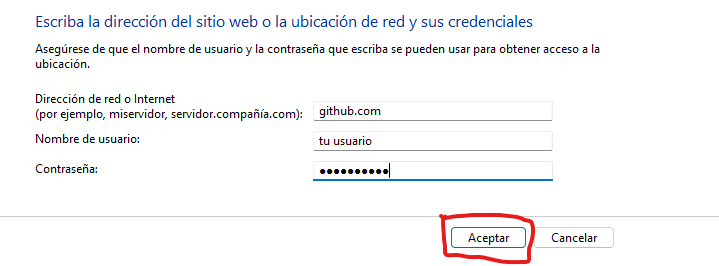 Escriba la dirección del sitio web o la ubicación de red y sus credenciales
Asegúrese de que el nombre de usuario y la contraseña que escriba se pueden usar para obtener acceso a la
ubicación.
Dirección de red o Internet
(por ejemplo, miservidor, servidor.compañía.com):
github.com
Nombre de usuario:
tu usuario
Contraseña:
●●●●●●●●●●
Aceptar
Cancelar